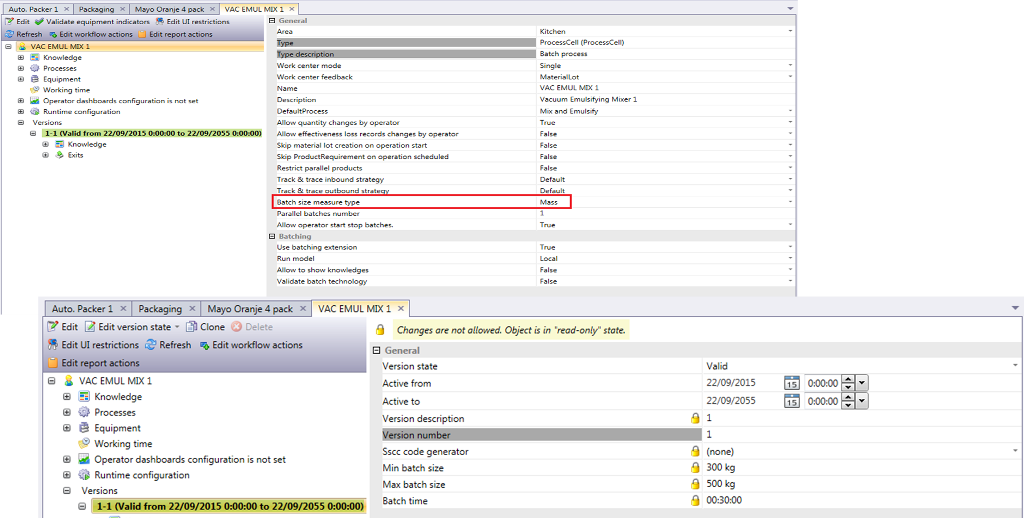 Auto. Packer 1 × Packaging × Mayo Oranje 4 pack × VAC EMUL MIX 1 ×
Edit Validate equipment indicators Edit UI restrictions
Refresh Edit workflow actions Edit report actions
VAC EMUL MIX 1
Knowledge
Processes
Equipment
Working time
Operator dashboards configuration is not set
Runtime configuration
Versions
1-1 (Valid from 22/09/2015 0:00:00 to 22/09/2055 0:00:00)
Knowledge
Exits
General
Area Kitchen
Type ProcessCell (ProcessCell)
Type description Batch process
Work center mode Single
Work center feedback MaterialLot
Name VAC EMUL MIX 1
Description Vacuum Emulsifying Mixer 1
DefaultProcess Mix and Emulsify
Allow quantity changes by operator True
Allow effectiveness loss records changes by operator False
Skip material lot creation on operation start False
Skip ProductRequirement on operation scheduled False
Restrict parallel products False
Track & trace inbound strategy Default
Track & trace outbound strategy Default
Batch size measure type Mass
Parallel batches number 1
Allow operator start stop batches. True
Batching
Use batching extension True
Run model Local
Allow to show knowledges False
Validate batch technology False
Auto. Packer 1 × Packaging × Mayo Oranje 4 pack × VAC EMUL MIX 1 ×
Edit Edit version state Clone Delete
Edit UI restrictions Refresh Edit workflow actions
Edit report actions
VAC EMUL MIX 1
Knowledge
Processes
Equipment
Working time
Operator dashboards configuration is not set
Runtime configuration
Versions
1-1 (Valid from 22/09/2015 0:00:00 to 22/09/2055 0:00:00)
Changes are not allowed. Object is in "read-only" state.
General
Version state Valid
Active from 22/09/2015 15 0:00:00
Active to 22/09/2055 15 0:00:00
Version description 1
Version number 1
Sscc code generator (none)
Min batch size 300 kg
Max batch size 500 kg
Batch time 00:30:00